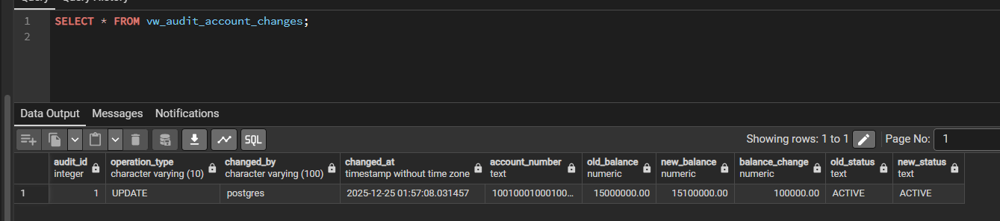 Query Query History
1 SELECT * FROM vw_audit_account_changes;
2
Data Output Messages Notifications
SQL Showing rows: 1 to 1 Page No: 1
audit_id operation_type changed_by changed_at account_number old_balance new_balance balance_change old_status new_status
integer character varying (10) character varying (100) timestamp without time zone text numeric numeric numeric text text
1 1 UPDATE postgres 2025-12-25 01:57:08.031457 10010001000100... 15000000.00 15100000.00 100000.00 ACTIVE ACTIVE